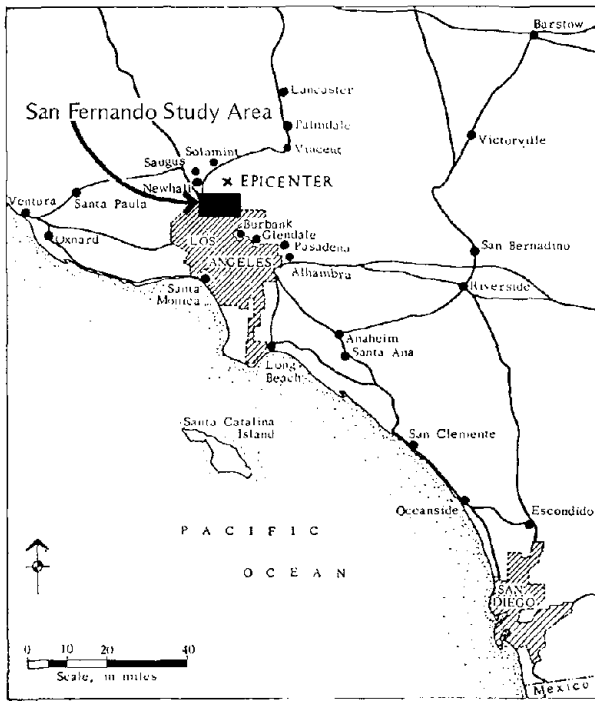 Barstow
Lancaster
San Fernando Study Area
Palmdale
Victorville
Vincent
Solamint
Saugus
Newhall
EPICENTER
Ventura
Santa Paula
Burbank
Glendale
Oxnard
LOS
ANGELES
Pasadena
San Bernadino
Alhambra
Santa
Monica
Riverside
Anaheim
Santa Ana
Long
Beach
Santa Catalina
Island
San Clemente
Oceanside
Escondido
PACIFIC
OCEAN
SAN
DIEGO
0 10 20 40
Scale, in miles
Mexico